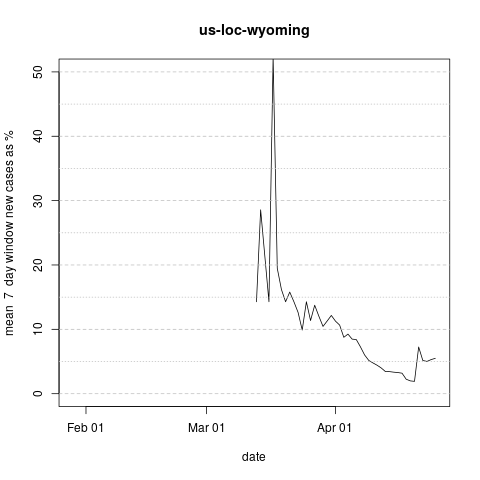 us-loc-wyoming
mean 7 day window new cases as %
50
40
30
20
10
0
Feb 01
Mar 01
Apr 01
date